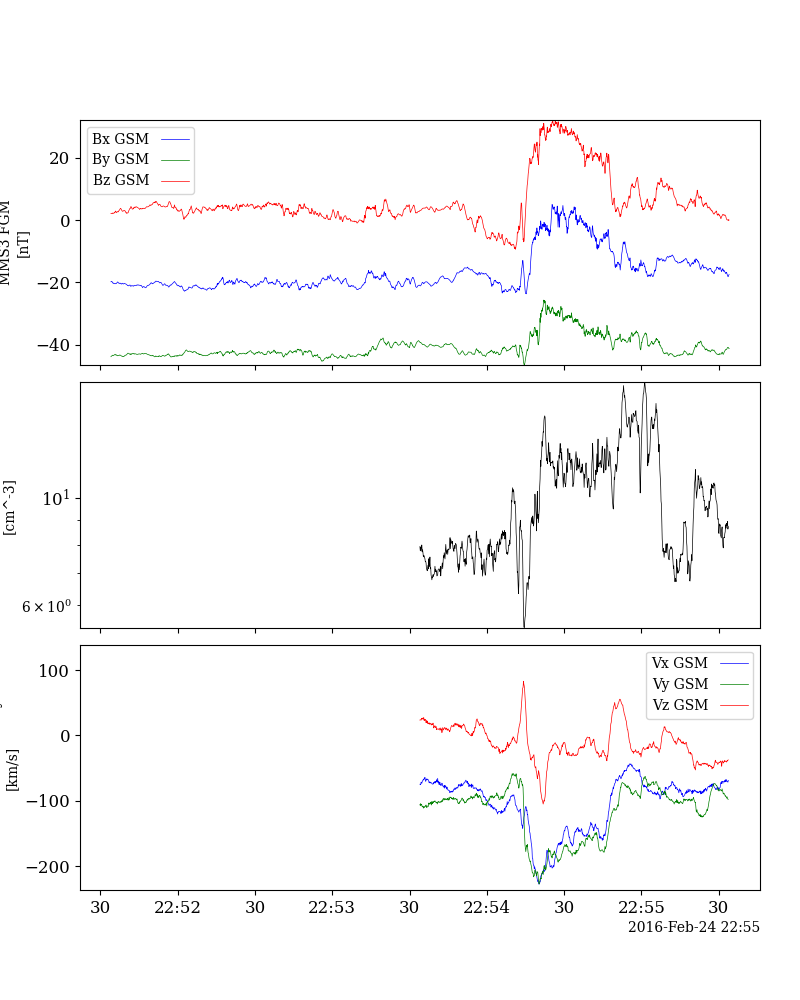 Bx GSM
By GSM
Bz GSM
20
0
−20
−40
MMS3 FGM
[nT]
10^1
6 × 10^0
[cm^-3]
Vx GSM
Vy GSM
Vz GSM
100
0
−100
−200
[km/s]
30 22:52 30 22:53 30 22:54 30 22:55 30
2016-Feb-24 22:55